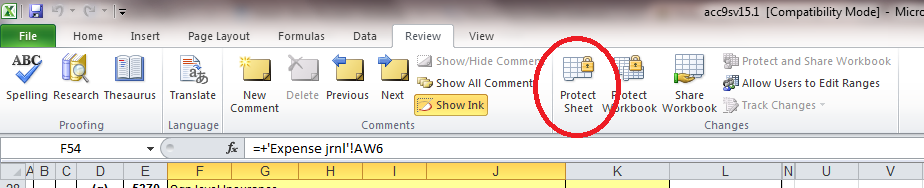 acc9sv15.1 [Compatibility Mode] - Micro
File Home Insert Page Layout Formulas Data Review View
ABC
Spelling Research Thesaurus
Translate
New Comment
Delete
Previous
Next
Show/Hide Commen
Show All Comments
Show Ink
Protect Sheet
Protect Workbook
Share Workbook
Protect and Share Workbook
Allow Users to Edit Ranges
Track Changes
Proofing Language Comments Changes
F54 fx =+'Expense jrnl'!AW6
A B C D E F G H I J K L N U V